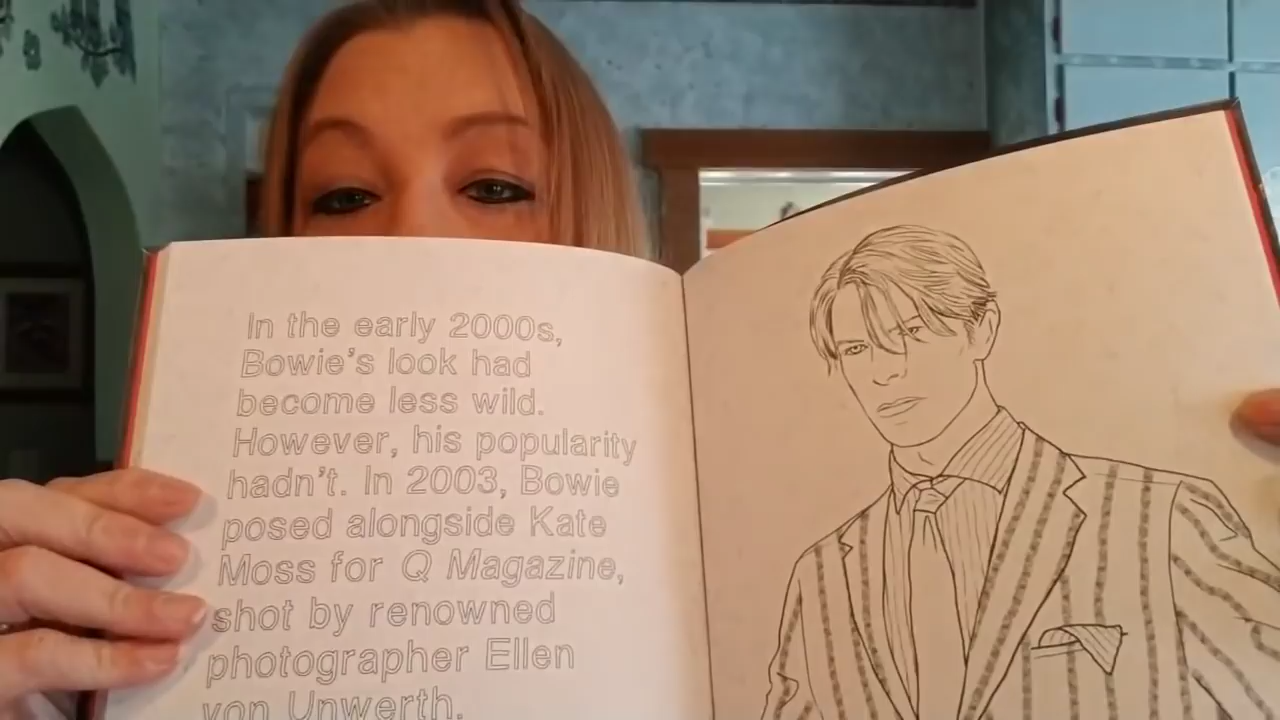 In the early 2000s,
Bowie's look had
become less wild.
However, his popularity
hadn't. In 2003, Bowie
posed alongside Kate
Moss for Q Magazine,
shot by renowned
photographer Ellen
von Unwerth.